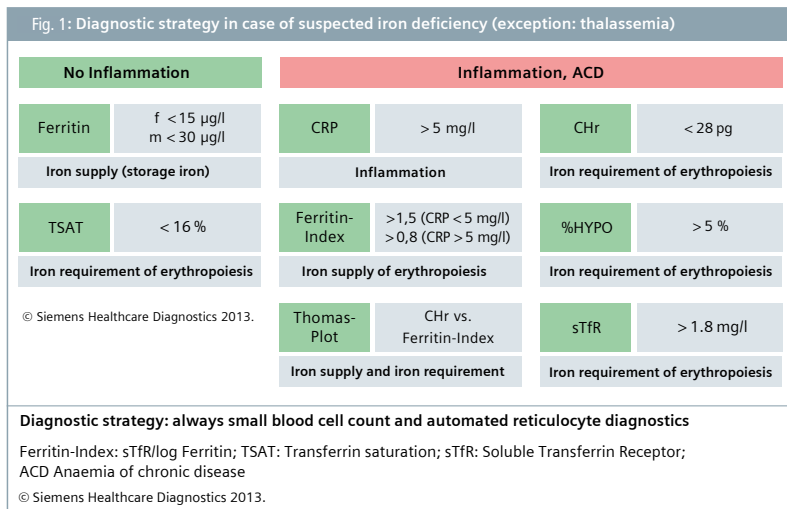 Fig. 1: Diagnostic strategy in case of suspected iron deficiency (exception: thalassemia)
No Inflammation
Ferritin
f <15 µg/l
m <30 µg/l
Iron supply (storage iron)
TSAT
< 16 %
Iron requirement of erythropoiesis
© Siemens Healthcare Diagnostics 2013.
Inflammation, ACD
CRP
> 5 mg/l
Inflammation
CHr
< 28 pg
Iron requirement of erythropoiesis
Ferritin-
Index
>1,5 (CRP < 5 mg/l)
>0,8 (CRP > 5 mg/l)
Iron supply of erythropoiesis
%HYPO
> 5 %
Iron requirement of erythropoiesis
Thomas-
Plot
CHr vs.
Ferritin-Index
Iron supply and iron requirement
sTfR
> 1.8 mg/l
Iron requirement of erythropoiesis
Diagnostic strategy: always small blood cell count and automated reticulocyte diagnostics
Ferritin-Index: sTfR/log Ferritin; TSAT: Transferrin saturation; sTfR: Soluble Transferrin Receptor;
ACD Anaemia of chronic disease
© Siemens Healthcare Diagnostics 2013.